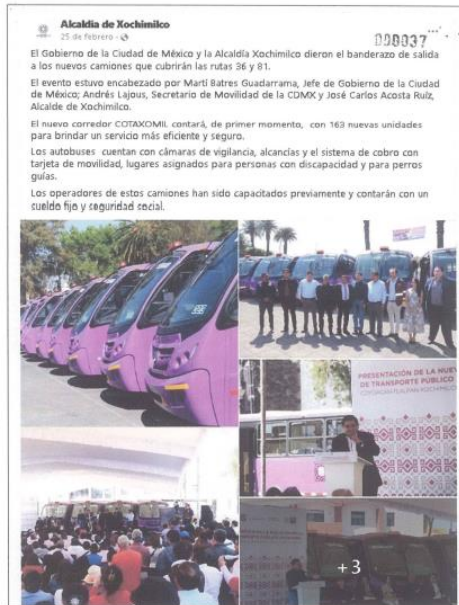 Alcaldía de Xochimilco
25 de febrero ·
000037
El Gobierno de la Ciudad de México y la Alcaldía Xochimilco dieron el banderazo de salida
a los nuevos camiones que cubrirán las rutas 36 y 81.
El evento estuvo encabezado por Martí Batres Guadarrama, Jefe de Gobierno de la Ciudad
de México; Andrés Lajous, Secretario de Movilidad de la CDMX y José Carlos Acosta Ruíz,
Alcalde de Xochimilco.
El nuevo corredor COTAXOMIL contará, de primer momento, con 163 nuevas unidades
para brindar un servicio más eficiente y seguro.
Los autobuses cuentan con cámaras de vigilancia, alcancías y el sistema de cobro con
tarjeta de movilidad, lugares asignados para personas con discapacidad y para perros
guías.
Los operadores de estos camiones han sido capacitados previamente y contarán con un
sueldo fijo y seguridad social.
PRESENTACIÓN DE LA NUEV
DE TRANSPORTE PÚBLICO
+3